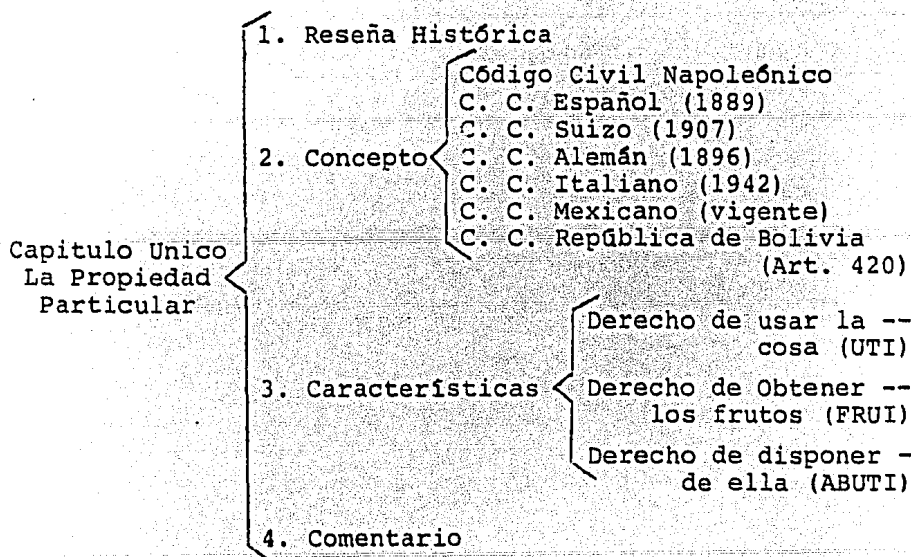 1. Reseña Histórica
Código Civil Napoleónico
C. C. Español (1889)
C. C. Suizo (1907)
2. Concepto
C. C. Alemán (1896)
C. C. Italiano (1942)
C. C. Mexicano (vigente)
C. C. República de Bolivia
(Art. 420)
Capitulo Unico
La Propiedad
Particular
Derecho de usar la --
cosa (UTI)
3. Características
Derecho de Obtener --
los frutos (FRUI)
Derecho de disponer -
de ella (ABUTI)
4. Comentario